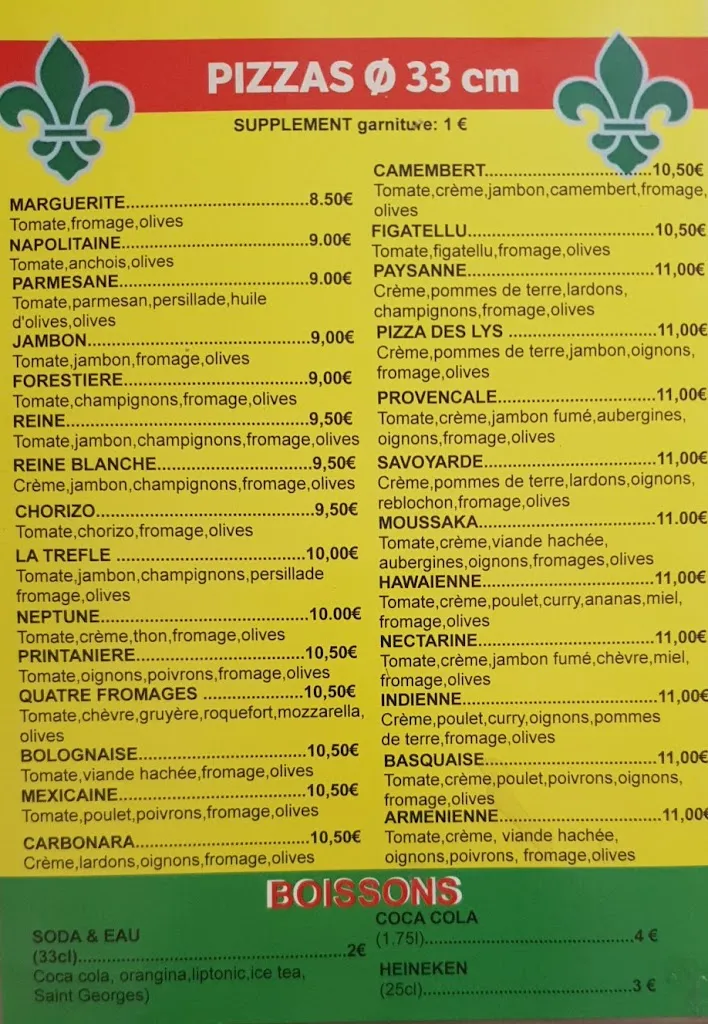 PIZZAS Ø 33 cm
SUPPLEMENT garniture: 1 €
MARGUERITE.................................8.50€
Tomate,fromage,olives
NAPOLITAINE.................................9.00€
Tomate,anchois,olives
PARMESANE..................................9.00€
Tomate,parmesan,persillade,huile
d'olives,olives
JAMBON........................................9,00€
Tomate,jambon,fromage,olives
FORESTIERE.................................9,00€
Tomate,champignons,fromage,olives
REINE............................................9,50€
Tomate,jambon,champignons,fromage,olives
REINE BLANCHE............................9,50€
Crème,jambon,champignons,fromage,olives
CHORIZO.......................................9,50€
Tomate,chorizo,fromage,olives
LA TREFLE ..................................10,00€
Tomate,jambon,champignons,persillade
fromage,olives
NEPTUNE.....................................10.00€
Tomate,crème,thon,fromage,olives
PRINTANIERE..............................10,50€
Tomate,oignons,poivrons,fromage,olives
QUATRE FROMAGES ..................10,50€
Tomate,chèvre,gruyère,roquefort,mozzarella,
olives
BOLOGNAISE..............................10,50€
Tomate,viande hachée,fromage,olives
MEXICAINE..................................10,50€
Tomate,poulet,poivrons,fromage,olives
CARBONARA...............................10,50€
Crème,lardons,oignons,fromage,olives
CAMEMBERT..............................10,50€
Tomate,crème,jambon,camembert,fromage,
olives
FIGATELLU..................................10,50€
Tomate,figatellu,fromage,olives
PAYSANNE..................................11,00€
Crème,pommes de terre,lardons,
champignons,fromage,olives
PIZZA DES LYS ...........................11,00€
Crème,pommes de terre,jambon,oignons,
fromage,olives
PROVENCALE.............................11,00€
Tomate,crème,jambon fumé,aubergines,
oignons,fromage,olives
SAVOYARDE...............................11,00€
Crème,pommes de terre,lardons,oignons,
reblochon,fromage,olives
MOUSSAKA................................11.00€
Tomate,crème,viande hachée,
aubergines,oignons,fromages,olives
HAWAIENNE...............................11,00€
Tomate,crème,poulet,curry,ananas,miel,
fromage,olives
NECTARINE................................11,00€
Tomate,crème,jambon fumé,chèvre,miel,
fromage,olives
INDIENNE...................................11,00€
Crème,poulet,curry,oignons,pommes
de terre,fromage,olives
BASQUAISE...............................11,00€
Tomate,crème,poulet,poivrons,oignons,
fromage,olives
ARMENIENNE.............................11,00€
Tomate,crème, viande hachée,
oignons,poivrons, fromage,olives
BOISSONS
SODA & EAU
(33cl)................................................2€
Coca cola, orangina,liptonic,ice tea,
Saint Georges)
COCA COLA
(1.75l).....................................4 €
HEINEKEN
(25cl).....................................3 €